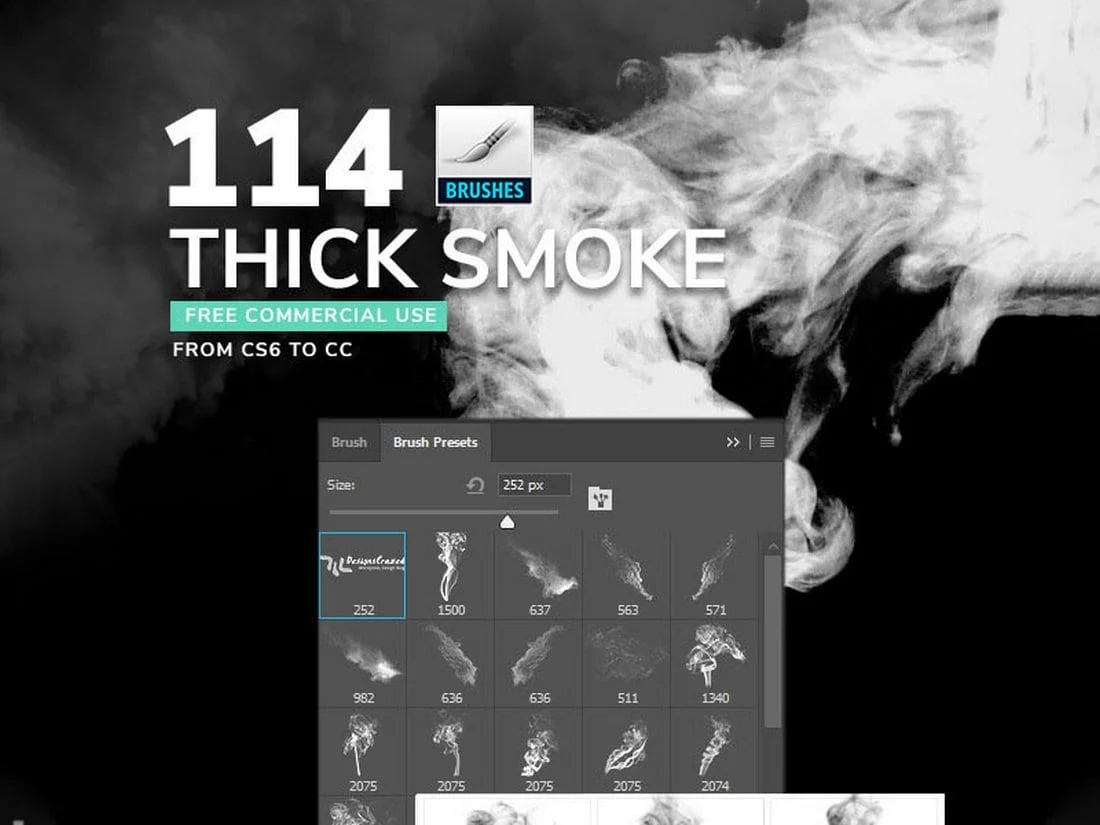 114
BRUSHES
THICK SMOKE
FREE COMMERCIAL USE
FROM CS6 TO CC
Brush Brush Presets
Size: 252 px
DesignsCrazed
252 1500 637 563 571
982 636 636 511 1340
2075 2075 2075 2075 2074